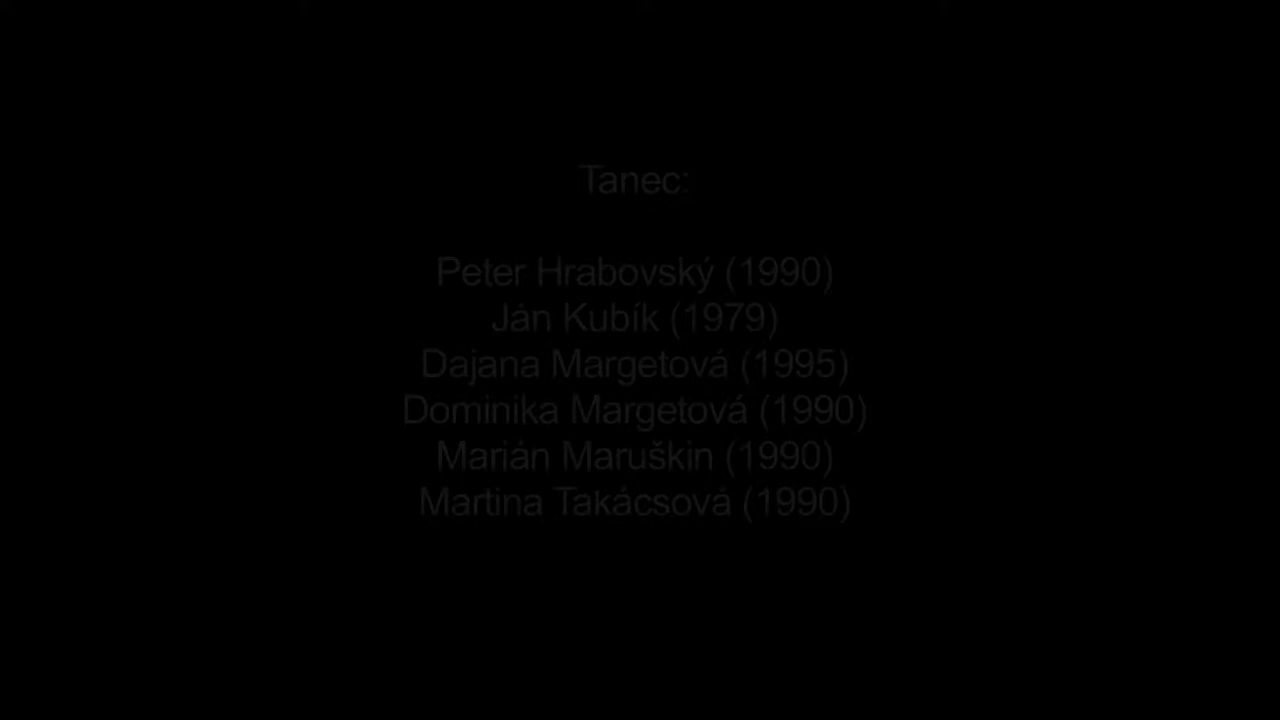 Tanec:
Peter Hrabovský (1990)
Ján Kubík (1979)
Dajana Margetová (1995)
Dominika Margetová (1990)
Marián Maruškin (1990)
Martina Takácsová (1990)